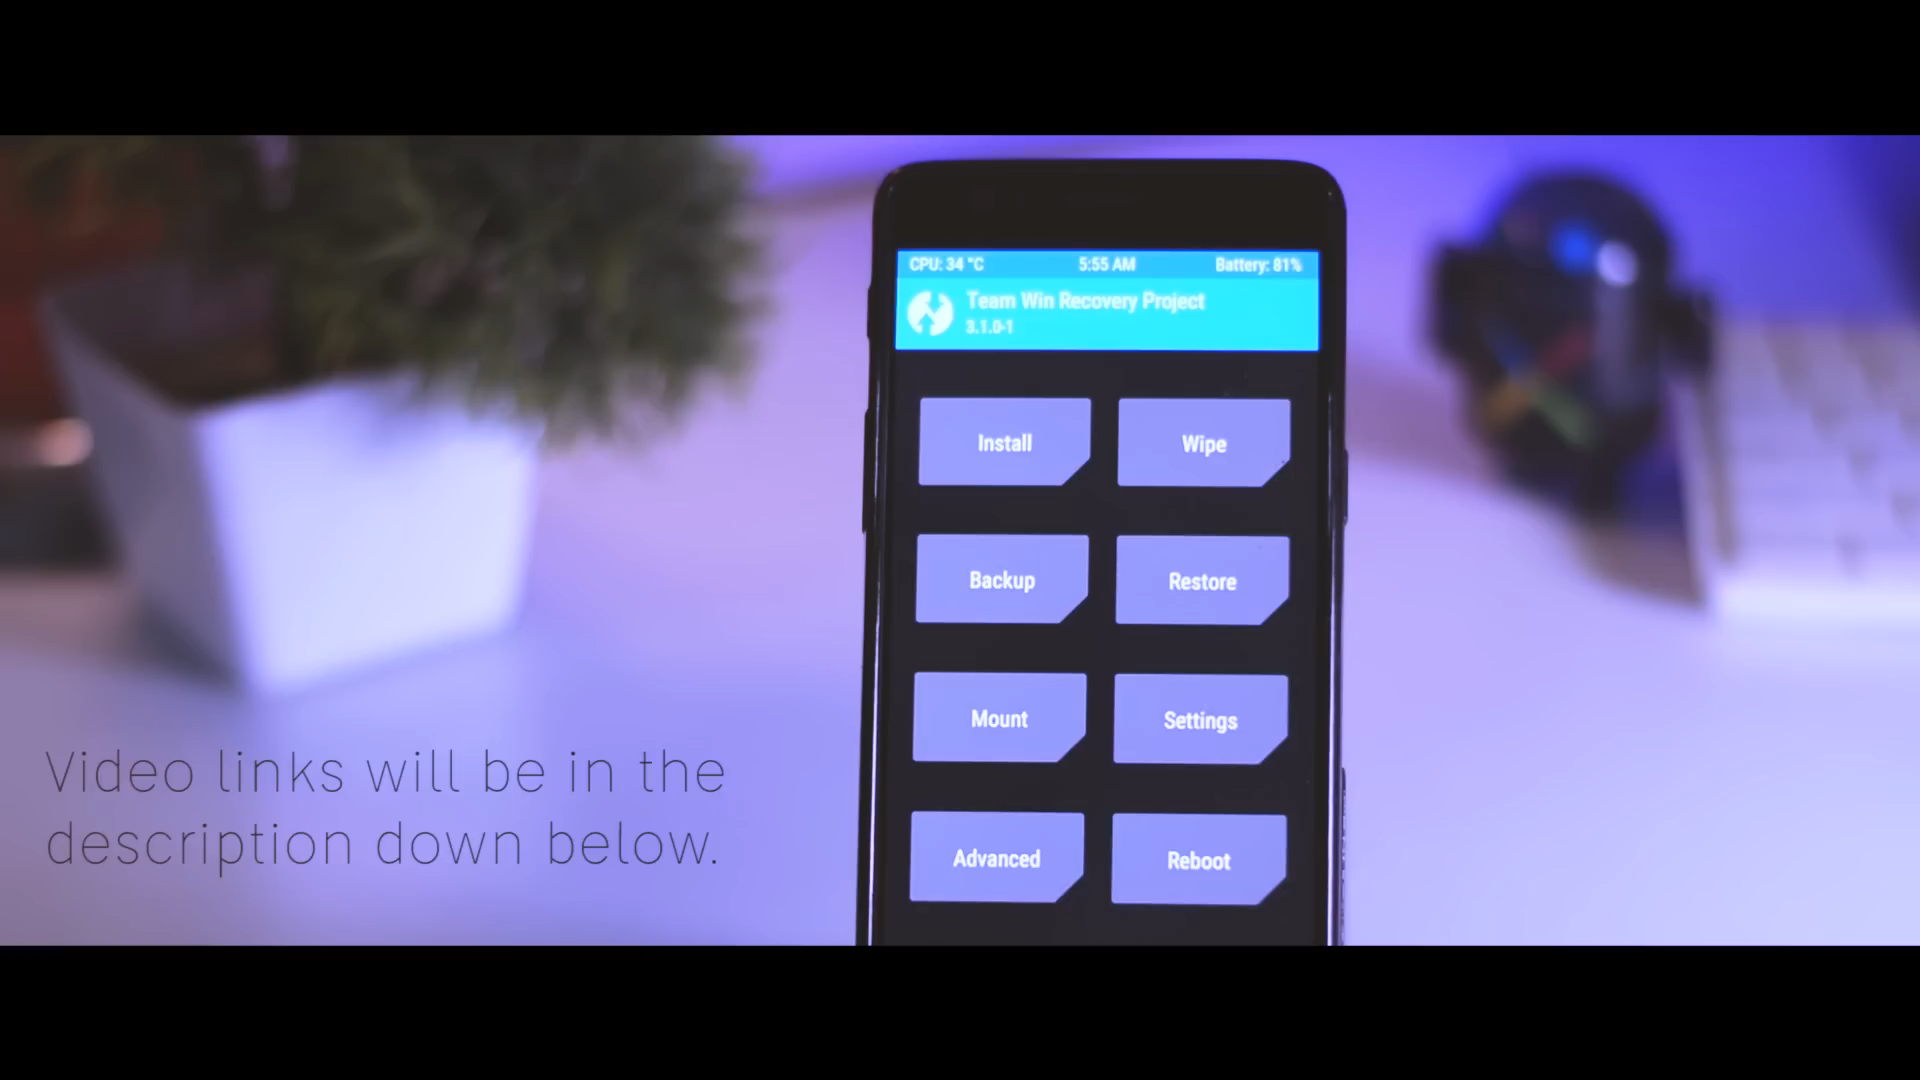 CPU: 34 °C 5:55 AM Battery: 81%
Team Win Recovery Project
3.1.0-1
Install Wipe
Backup Restore
Mount Settings
Advanced Reboot
Video links will be in the
description down below.